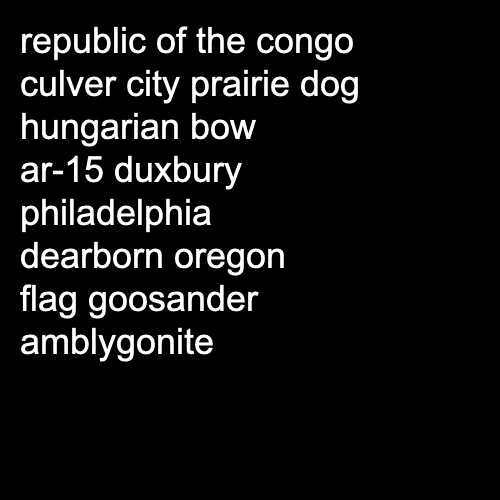 republic of the congo
culver city prairie dog
hungarian bow
ar-15 duxbury
philadelphia
dearborn oregon
flag goosander
amblygonite